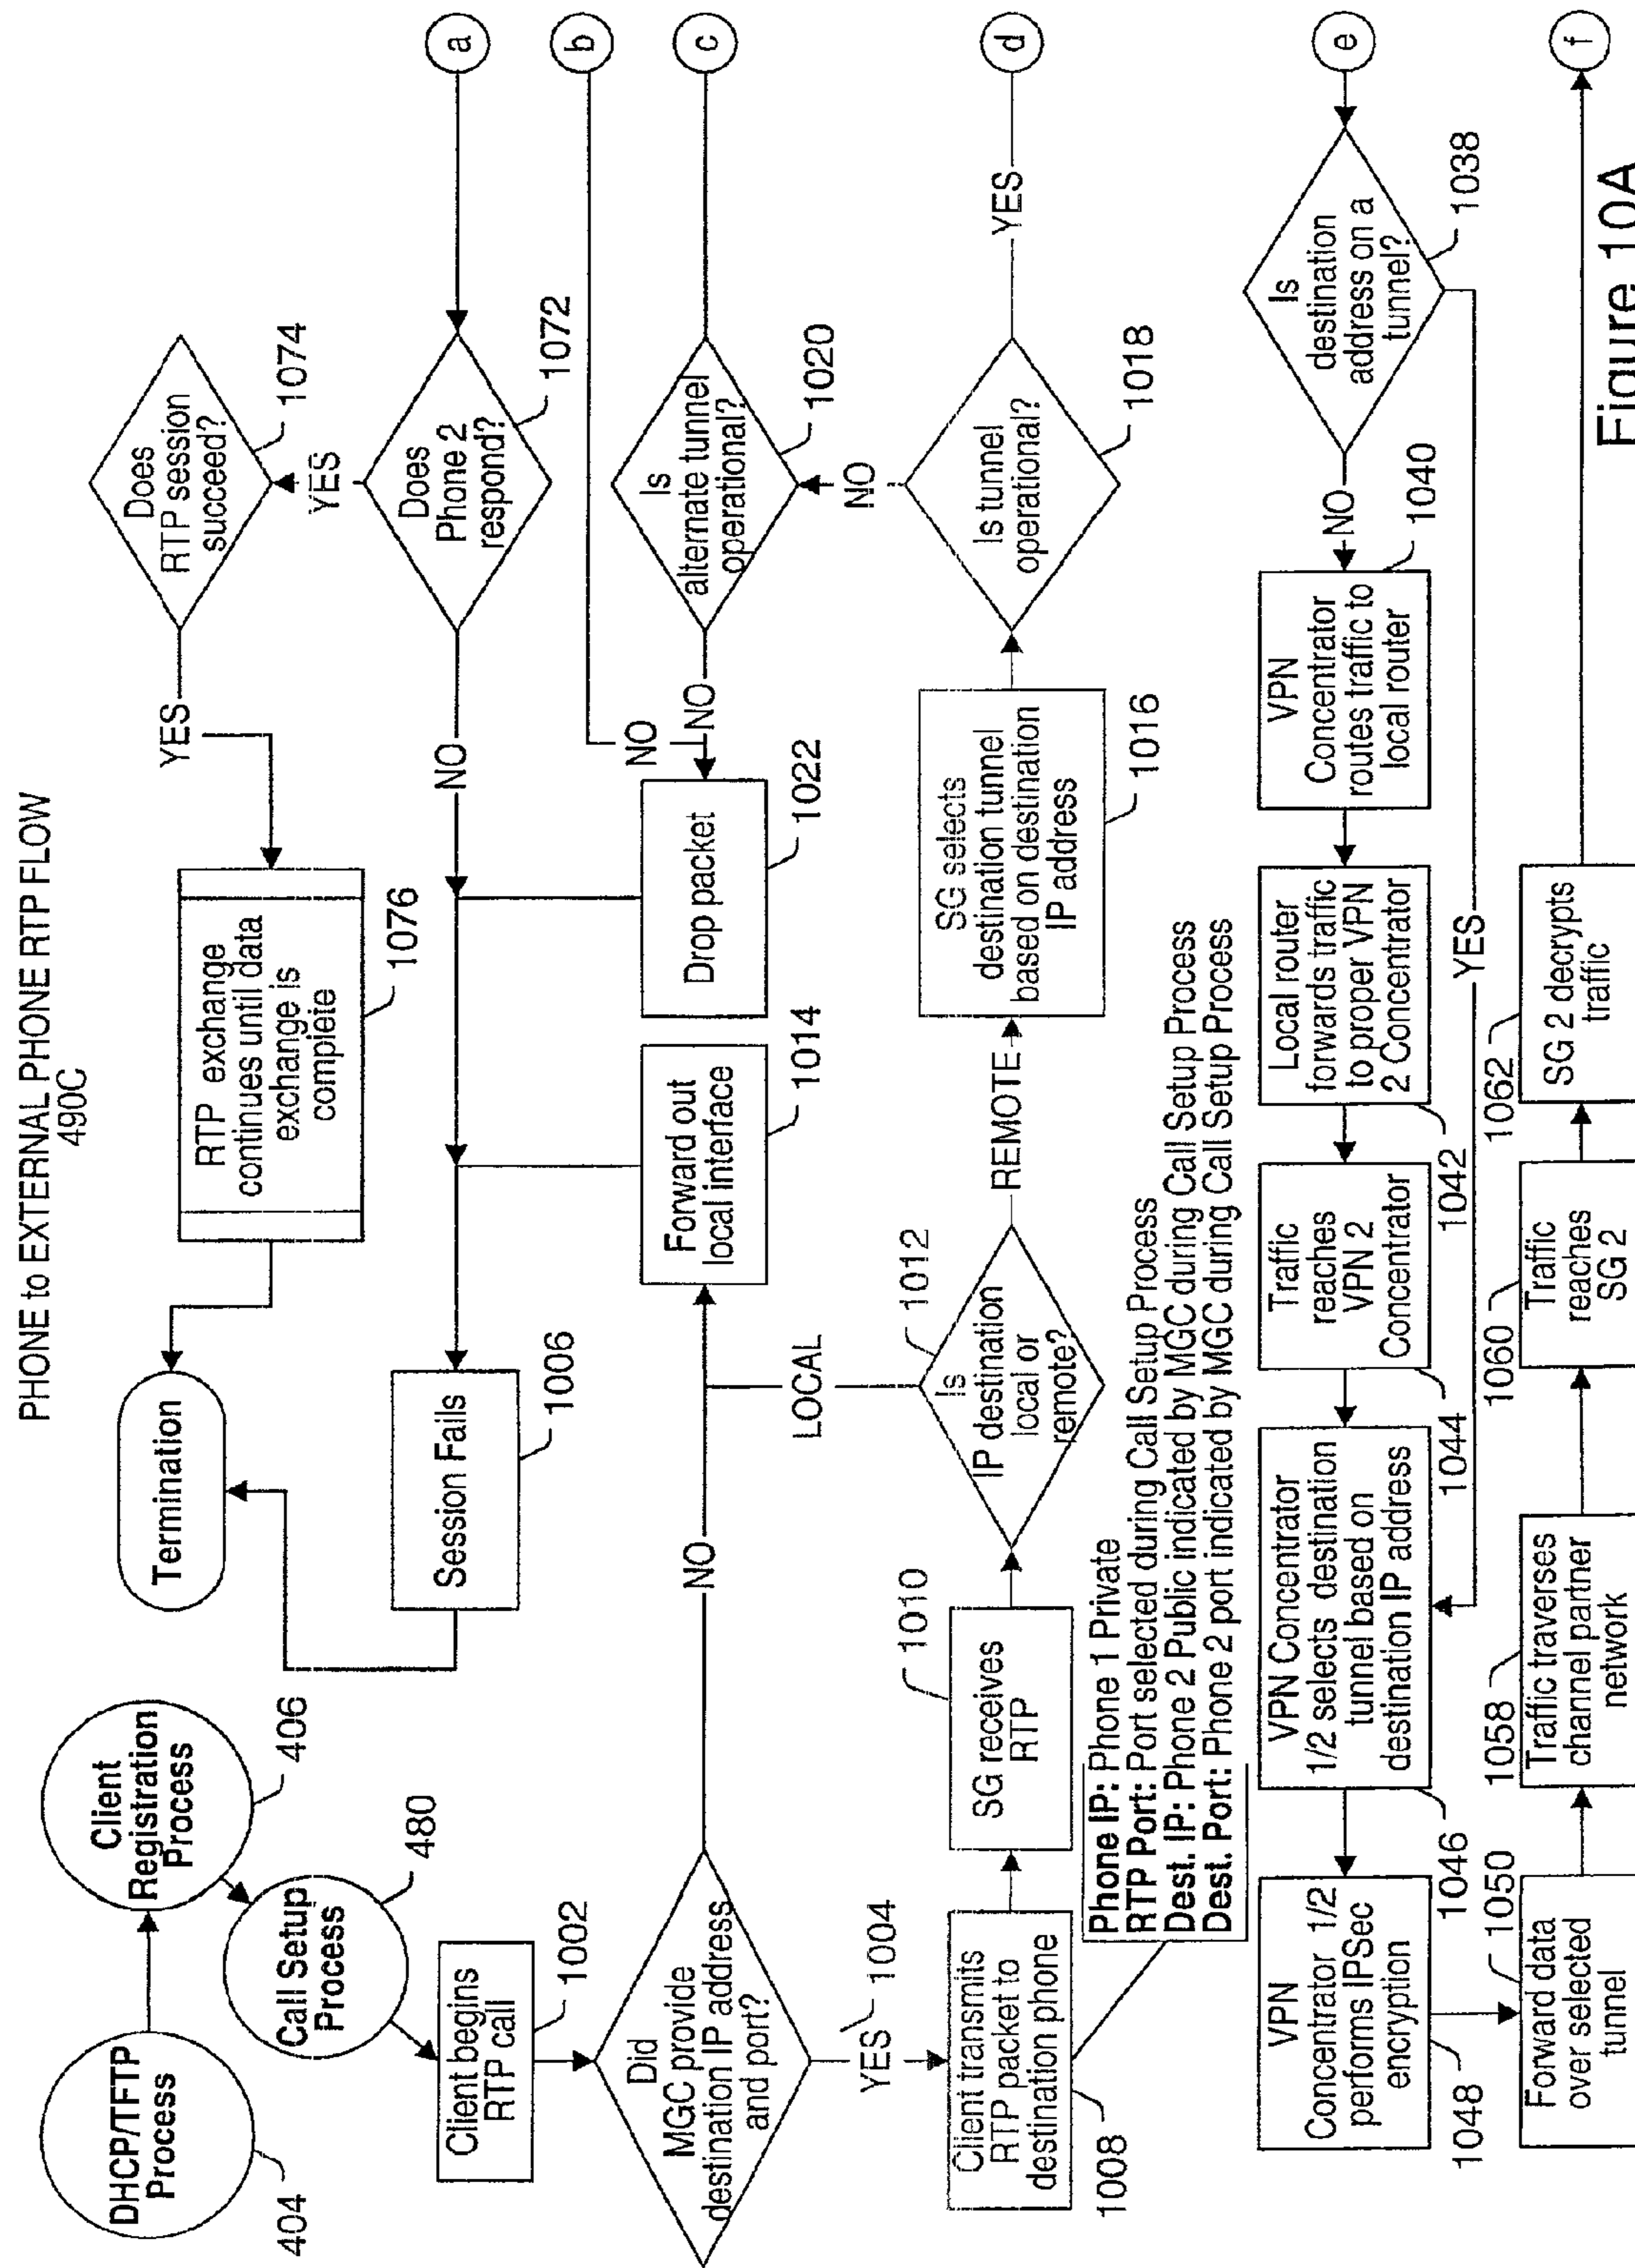 PHONE to EXTERNAL PHONE RTP FLOW
490C
DHCP/TFTP
Process
404
Client
Registration
Process
406
Call Setup
Process
480
Client begins
RTP call
1002
Did
MGC provide
destination IP address
and port?
1004
YES
NO
Termination
Session Fails
1006
RTP exchange
continues until data
exchange is
complete
1076
YES
Does
RTP session
succeed?
1074
YES
Does
Phone 2
respond?
1072
NO
a
b
c
Forward out
local interface
1014
Drop packet
1022
NO
NO
Is
alternate tunnel
operational?
1020
Client transmits
RTP packet to
destination phone
1008
SG receives
RTP
1010
Is
IP destination
local or
remote?
1012
LOCAL
REMOTE
SG selects
destination tunnel
based on destination
IP address
1016
Is tunnel
operational?
1018
NO
YES
d
Phone IP: Phone 1 Private
RTP Port: Port selected during Call Setup Process
Dest. IP: Phone 2 Public indicated by MGC during Call Setup Process
Dest. Port: Phone 2 port indicated by MGC during Call Setup Process
VPN
Concentrator 1/2
performs IPSec
encryption
1048
VPN Concentrator
1/2 selects destination
tunnel based on
destination IP address
1046
Traffic
reaches
VPN 2
Concentrator
1044
Local router
forwards traffic
to proper VPN
2 Concentrator
1042
VPN
Concentrator
routes traffic to
local router
1040
NO
Is
destination
address on a
tunnel?
1038
YES
e
Forward data
over selected
tunnel
1050
Traffic traverses
channel partner
network
1058
Traffic
reaches
SG 2
1060
SG 2 decrypts
traffic
1062
f
Figure 10A